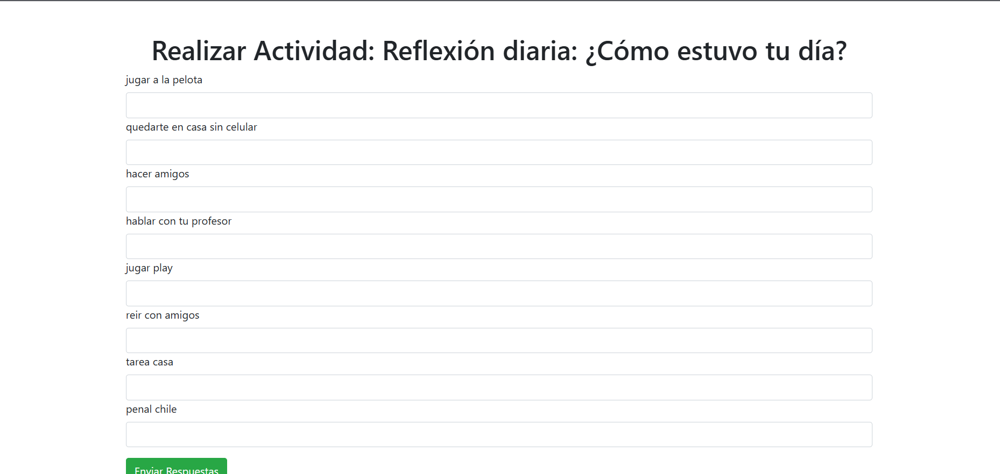 Realizar Actividad: Reflexión diaria: ¿Cómo estuvo tu día?
jugar a la pelota
quedarte en casa sin celular
hacer amigos
hablar con tu profesor
jugar play
reir con amigos
tarea casa
penal chile
Enviar Respuestas